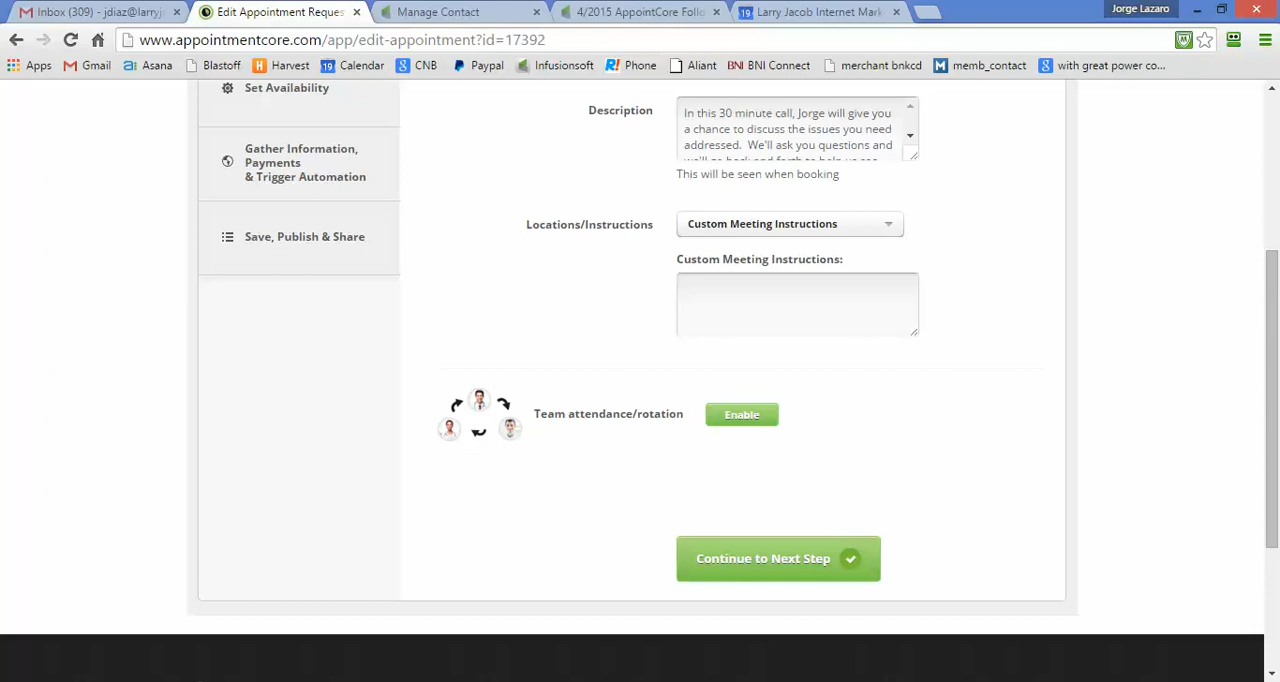 Inbox (309) - jdiaz@larryj
Edit Appointment Reques
Manage Contact
4/2015 AppointCore Follo
19 Larry Jacob Internet Mark
Jorge Lazaro
www.appointmentcore.com/app/edit-appointment?id=17392
Apps Gmail Asana Blastoff Harvest Calendar CNB Paypal Infusionsoft Phone Aliant BNI Connect merchant bnkcd memb_contact with great power co...
Set Availability
Gather Information,
Payments
& Trigger Automation
Save, Publish & Share
Description
In this 30 minute call, Jorge will give you
a chance to discuss the issues you need
addressed. We'll ask you questions and
This will be seen when booking
Locations/Instructions
Custom Meeting Instructions
Custom Meeting Instructions:
Team attendance/rotation
Enable
Continue to Next Step